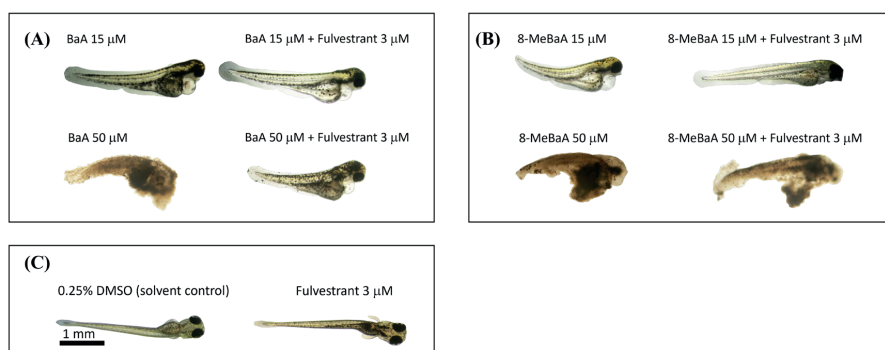 (A)
BaA 15 μM
BaA 15 μM + Fulvestrant 3 μM
BaA 50 μM
BaA 50 μM + Fulvestrant 3 μM
(B)
8-MeBaA 15 μM
8-MeBaA 15 μM + Fulvestrant 3 μM
8-MeBaA 50 μM
8-MeBaA 50 μM + Fulvestrant 3 μM
(C)
0.25% DMSO (solvent control)
Fulvestrant 3 μM
1 mm